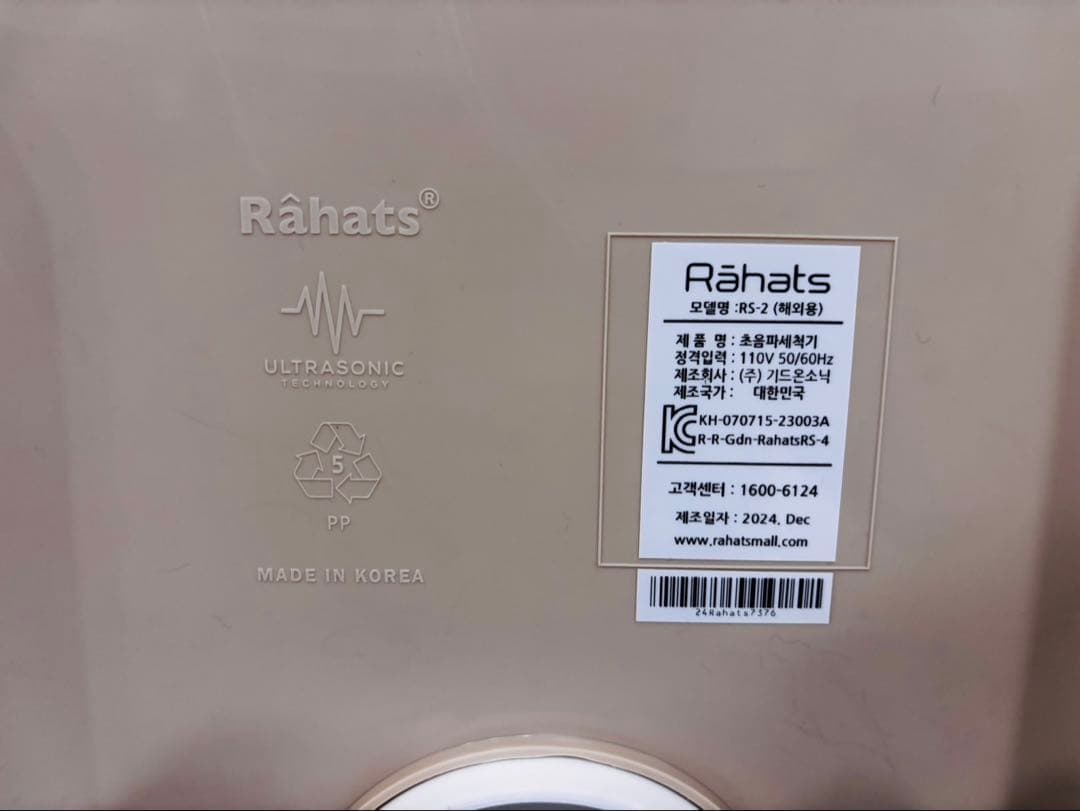 Râhats®
ULTRASONIC
TECHNOLOGY
5
PP
MADE IN KOREA
Rāhats
모델명 :RS-2 (해외용)
제 품 명 : 초음파세척기
정격입력 : 110V 50/60Hz
제조회사 : (주) 기드온소닉
제조국가 : 대한민국
KC KH-070715-23003A
R-R-Gdn-RahatsRS-4
고객센터 : 1600-6124
제조일자 : 2024. Dec
www.rahatsmall.com
24Rahats7376